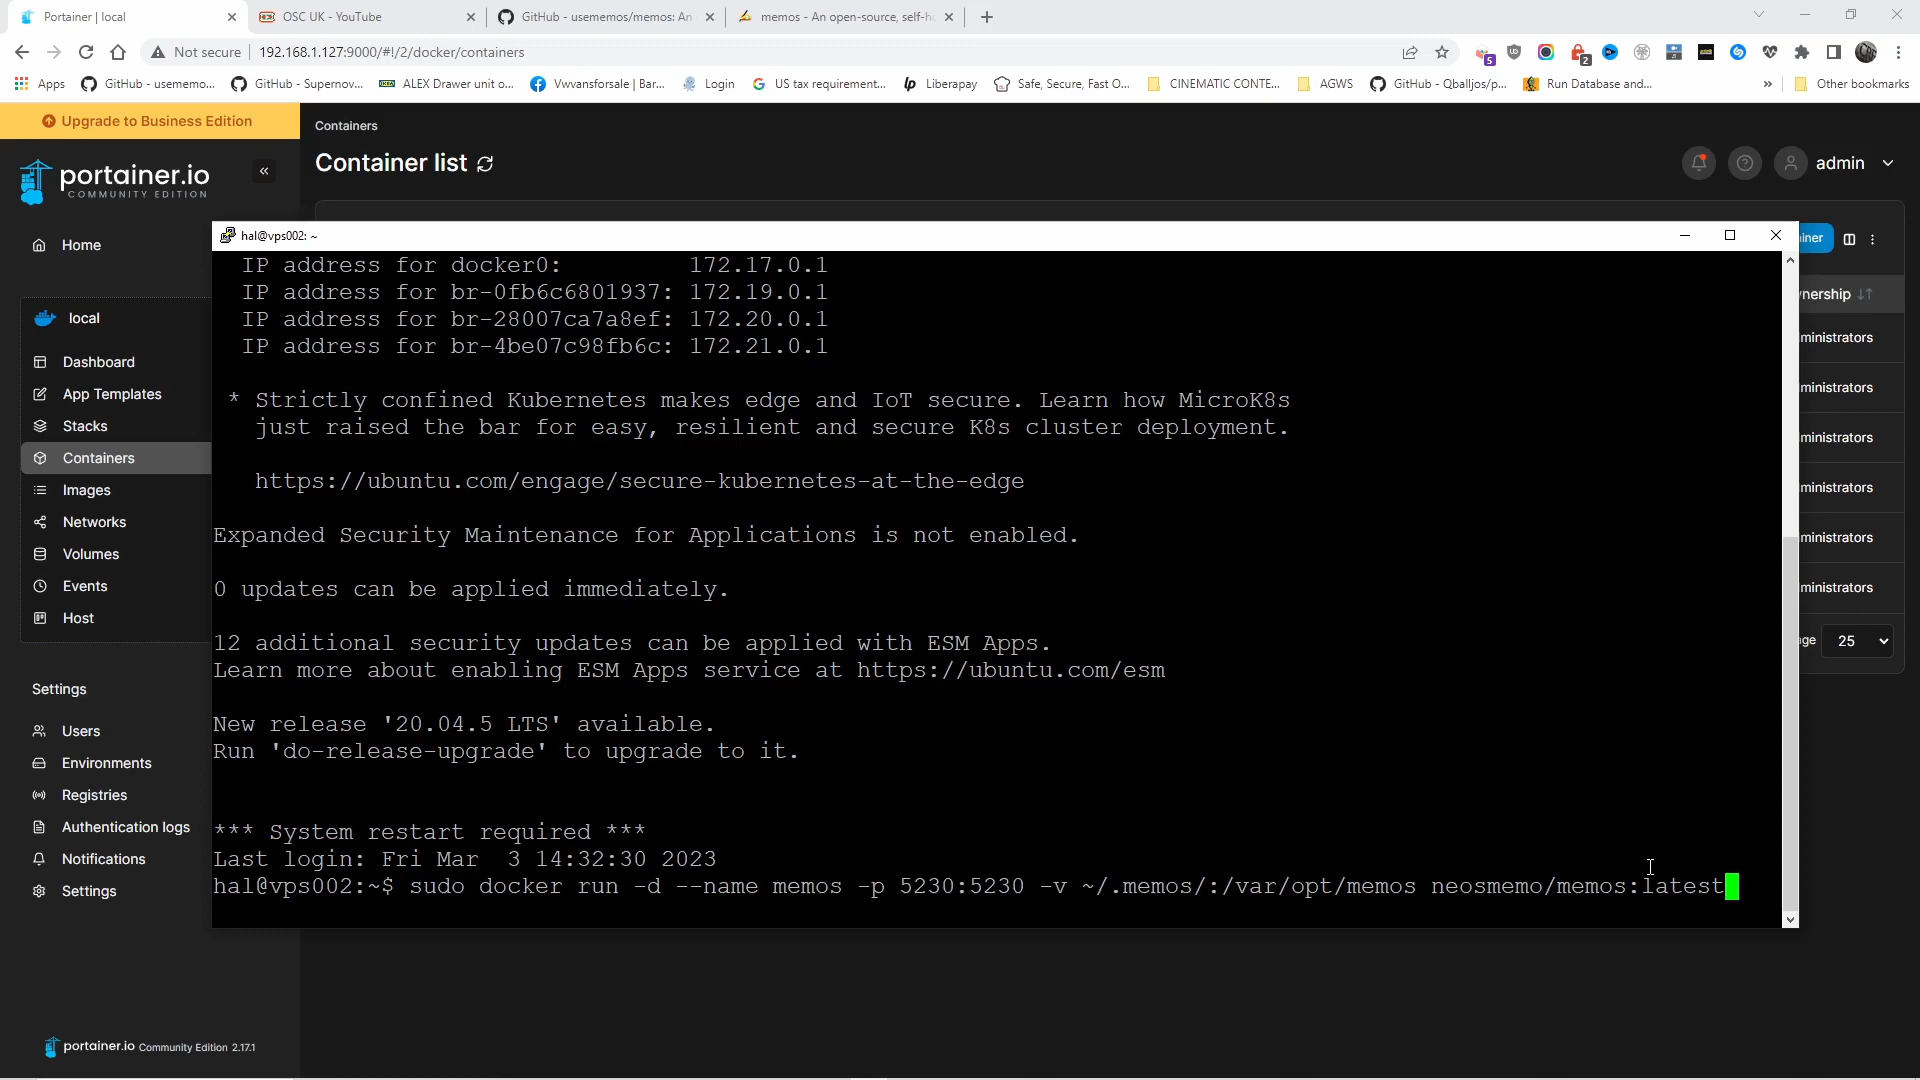 Portainer | local
OSC UK - YouTube
GitHub - usememos/memos: An
memos - An open-source, self-h
Not secure
192.168.1.127:9000/#!/2/docker/containers
5
2
Apps
GitHub - usememo...
GitHub - Supernov...
ALEX Drawer unit o...
Vwvansforsale | Bar...
Login
US tax requirement...
Liberapay
Safe, Secure, Fast O...
CINEMATIC CONTE...
AGWS
GitHub - Qballjos/p...
Run Database and...
»
Other bookmarks
Upgrade to Business Edition
Containers
portainer.io
COMMUNITY EDITION
«
Container list
admin
Home
local
Dashboard
App Templates
Stacks
Containers
Images
Networks
Volumes
Events
Host
Settings
Users
Environments
Registries
Authentication logs
Notifications
Settings
portainer.io Community Edition 2.17.1
hal@vps002: ~
IP address for docker0: 172.17.0.1
IP address for br-0fb6c6801937: 172.19.0.1
IP address for br-28007ca7a8ef: 172.20.0.1
IP address for br-4be07c98fb6c: 172.21.0.1
* Strictly confined Kubernetes makes edge and IoT secure. Learn how MicroK8s
just raised the bar for easy, resilient and secure K8s cluster deployment.
https://ubuntu.com/engage/secure-kubernetes-at-the-edge
Expanded Security Maintenance for Applications is not enabled.
0 updates can be applied immediately.
12 additional security updates can be applied with ESM Apps.
Learn more about enabling ESM Apps service at https://ubuntu.com/esm
New release '20.04.5 LTS' available.
Run 'do-release-upgrade' to upgrade to it.
*** System restart required ***
Last login: Fri Mar  3 14:32:30 2023
hal@vps002:~$ sudo docker run -d --name memos -p 5230:5230 -v ~/.memos/:/var/opt/memos neosmemo/memos:latest
iner
nership
ministrators
ministrators
ministrators
ministrators
ministrators
ministrators
ge
25